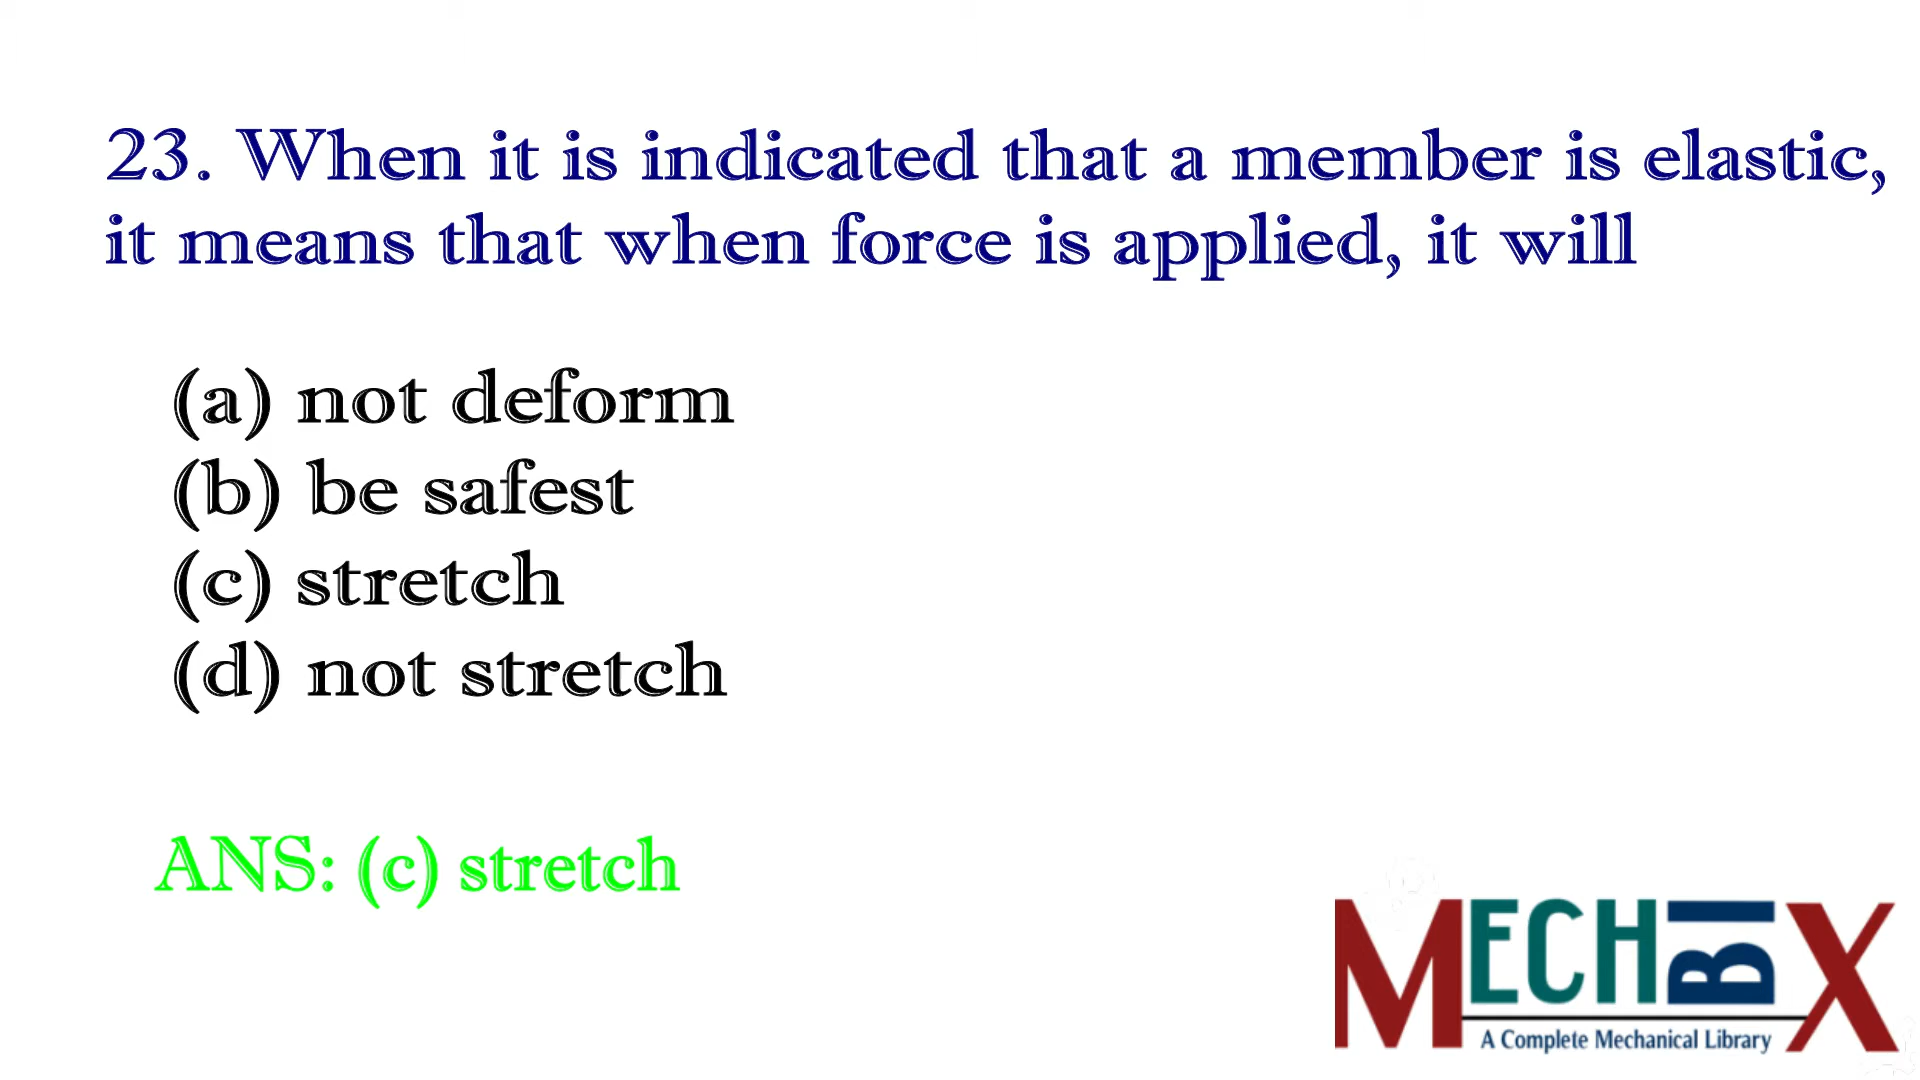 23. When it is indicated that a member is elastic,
it means that when force is applied, it will
(a) not deform
(b) be safest
(c) stretch
(d) not stretch
ANS: (c) stretch
MECHBIX
A Complete Mechanical Library